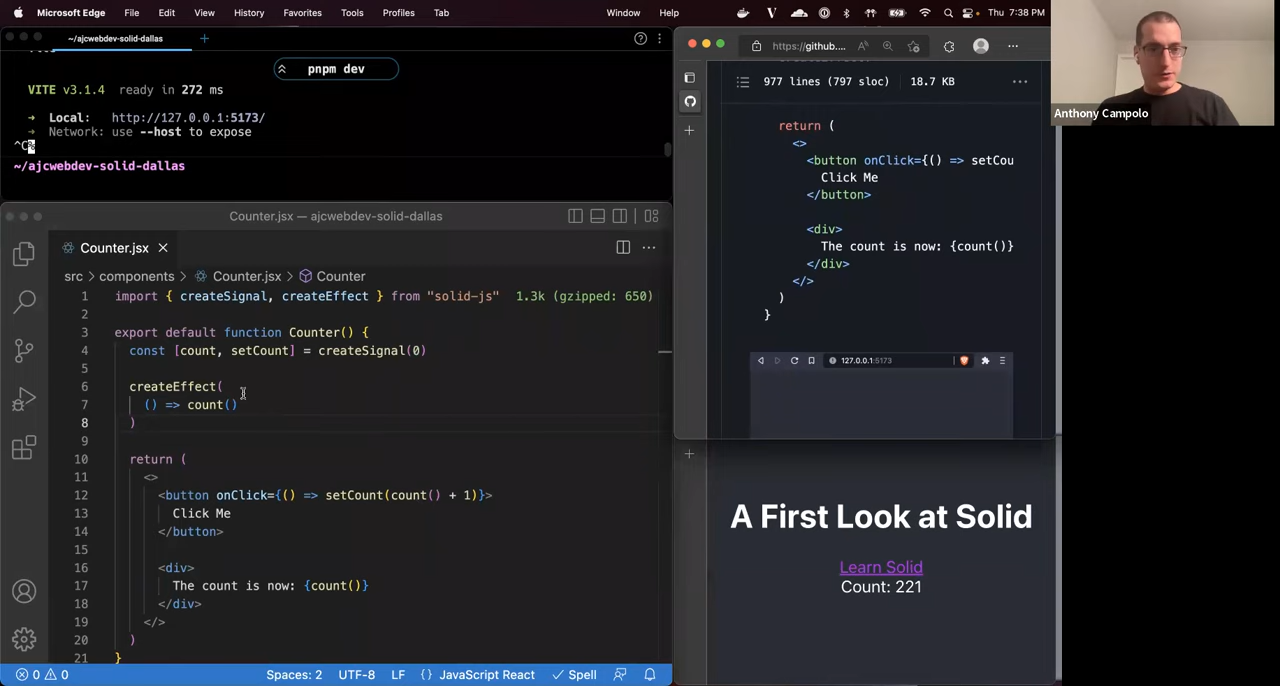 Microsoft Edge File Edit View History Favorites Tools Profiles Tab Window Help Thu 7:38 PM
~/ajcwebdev-solid-dallas
pnpm dev
VITE v3.1.4 ready in 272 ms
➜ Local: http://127.0.0.1:5173/
➜ Network: use --host to expose
^C%
~/ajcwebdev-solid-dallas
Counter.jsx — ajcwebdev-solid-dallas
Counter.jsx
src > components > Counter.jsx > Counter
1 import { createSignal, createEffect } from "solid-js" 1.3k (gzipped: 650)
2
3 export default function Counter() {
4 const [count, setCount] = createSignal(0)
5
6 createEffect(
7 () => count()
8 )
9
10 return (
11 <>
12 <button onClick={() => setCount(count() + 1)}>
13 Click Me
14 </button>
15
16 <div>
17 The count is now: {count()}
18 </div>
19 </>
20 )
21 }
0 0 Spaces: 2 UTF-8 LF {} JavaScript React Spell
https://github....
977 lines (797 sloc) 18.7 KB
return (
<>
<button onClick={() => setCou
Click Me
</button>
<div>
The count is now: {count()}
</div>
</>
)
}
127.0.0.1:5173
A First Look at Solid
Learn Solid
Count: 221
Anthony Campolo